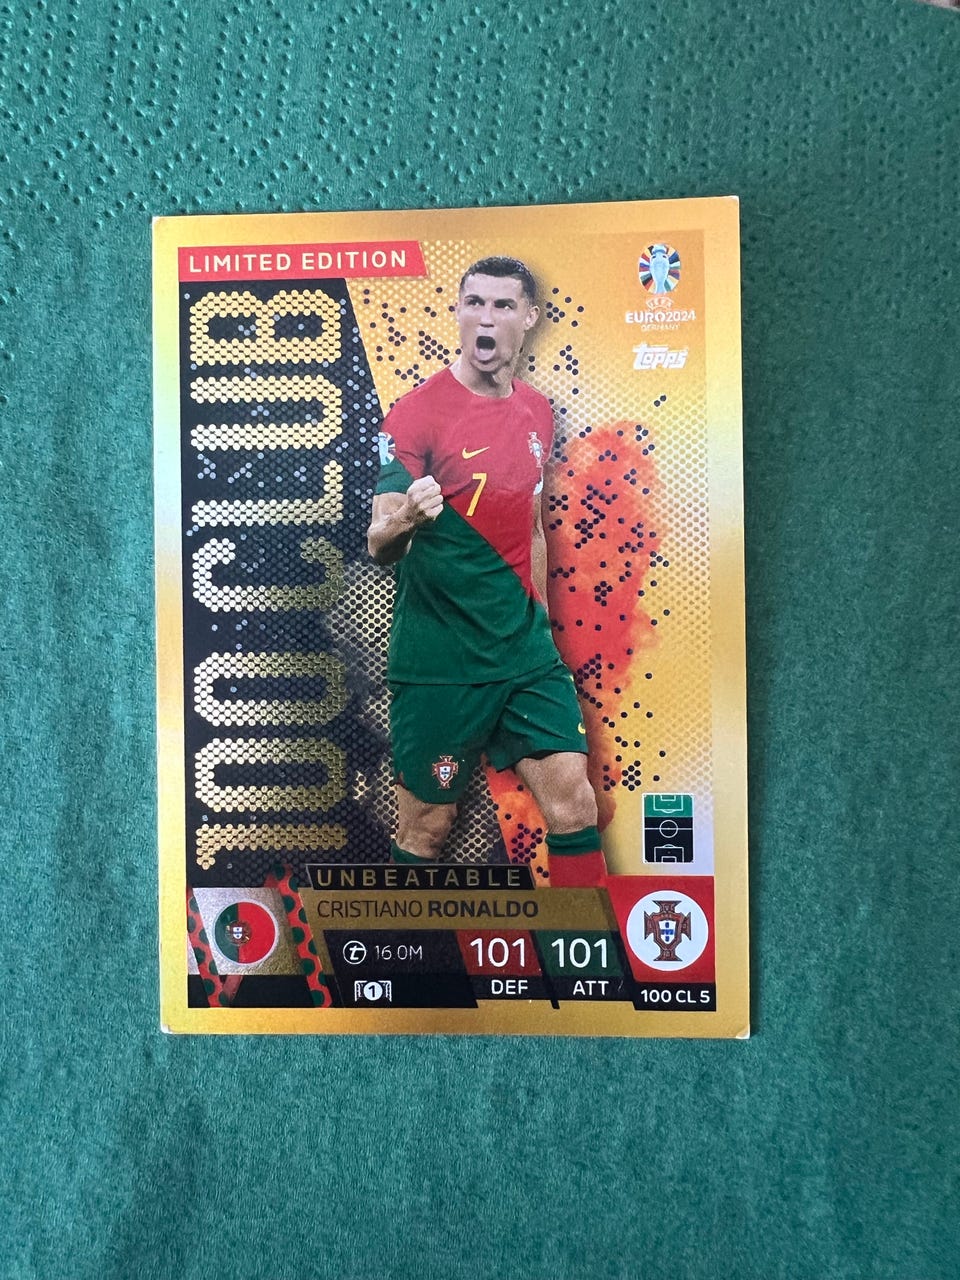 LIMITED EDITION
100 CLUB
UEFA
EURO2024
GERMANY
topps
7
UNBEATABLE
CRISTIANO RONALDO
t 16.0M
101
DEF
101
ATT
1
100 CL 5